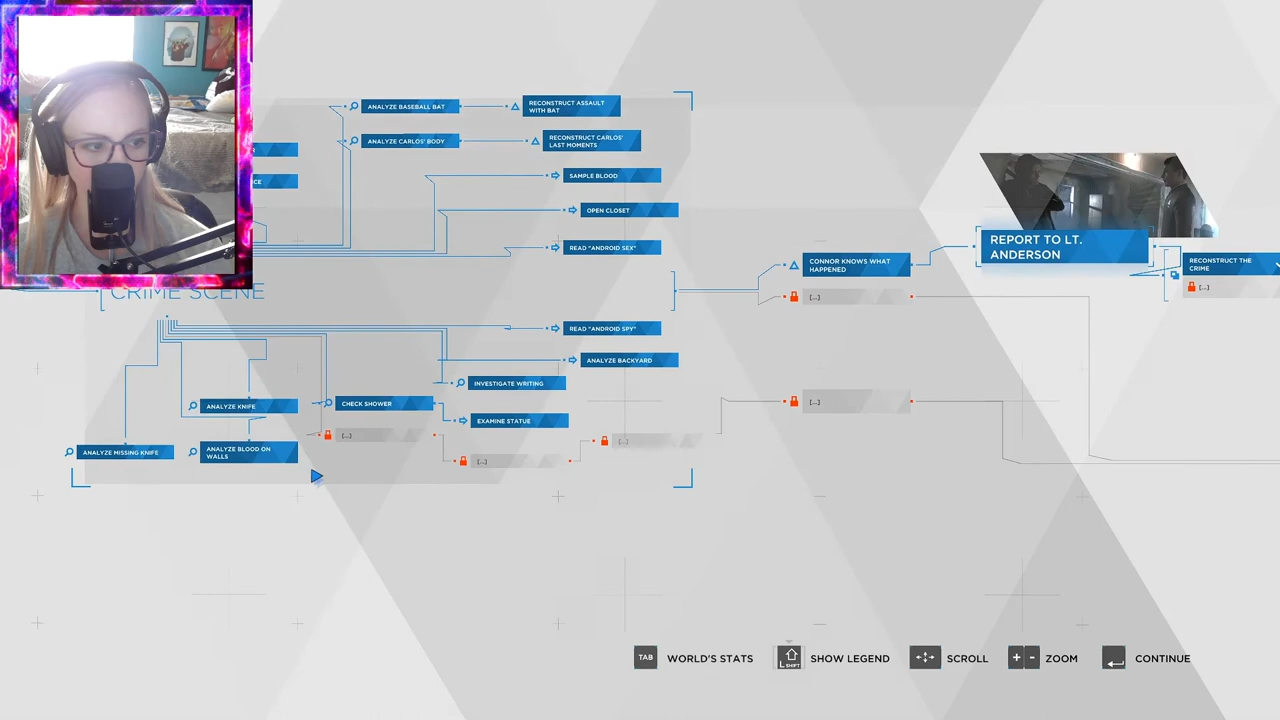 ANALYZE BASEBALL BAT
RECONSTRUCT ASSAULT
WITH BAT
ANALYZE CARLOS' BODY
RECONSTRUCT CARLOS'
LAST MOMENTS
SAMPLE BLOOD
OPEN CLOSET
READ "ANDROID SEX"
CRIME SCENE
CONNOR KNOWS WHAT
HAPPENED
[...]
REPORT TO LT.
ANDERSON
RECONSTRUCT THE
CRIME
[...]
READ "ANDROID SPY"
ANALYZE BACKYARD
INVESTIGATE WRITING
ANALYZE KNIFE
CHECK SHOWER
EXAMINE STATUE
[...]
[...]
[...]
[...]
ANALYZE MISSING KNIFE
ANALYZE BLOOD ON
WALLS
TAB WORLD'S STATS
L SHIFT SHOW LEGEND
SCROLL
+ - ZOOM
CONTINUE